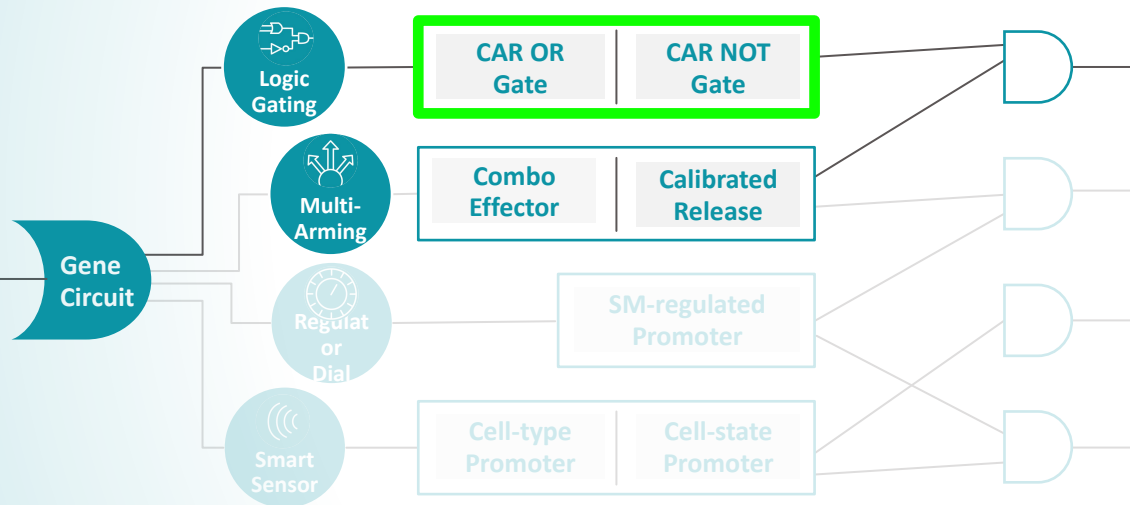 Logic
Gating
CAR OR
Gate
CAR NOT
Gate
Multi-
Arming
Combo
Effector
Calibrated
Release
Gene
Circuit
Regulat
or
Dial
SM-regulated
Promoter
Smart
Sensor
Cell-type
Promoter
Cell-state
Promoter